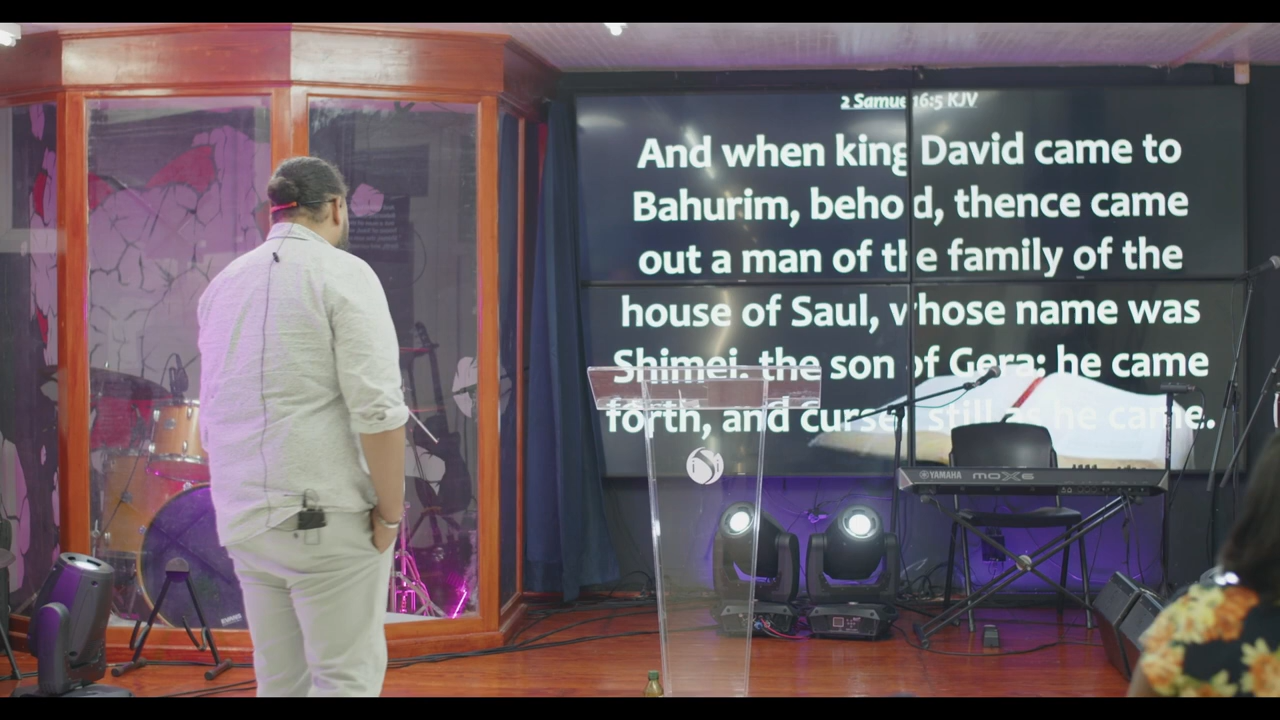 2 Samuel 16:5 KJV
And when king David came to
Bahurim, behold, thence came
out a man of the family of the
house of Saul, whose name was
Shimei, the son of Gera: he came
forth, and cursed still as he came.
YAMAHA MOX6